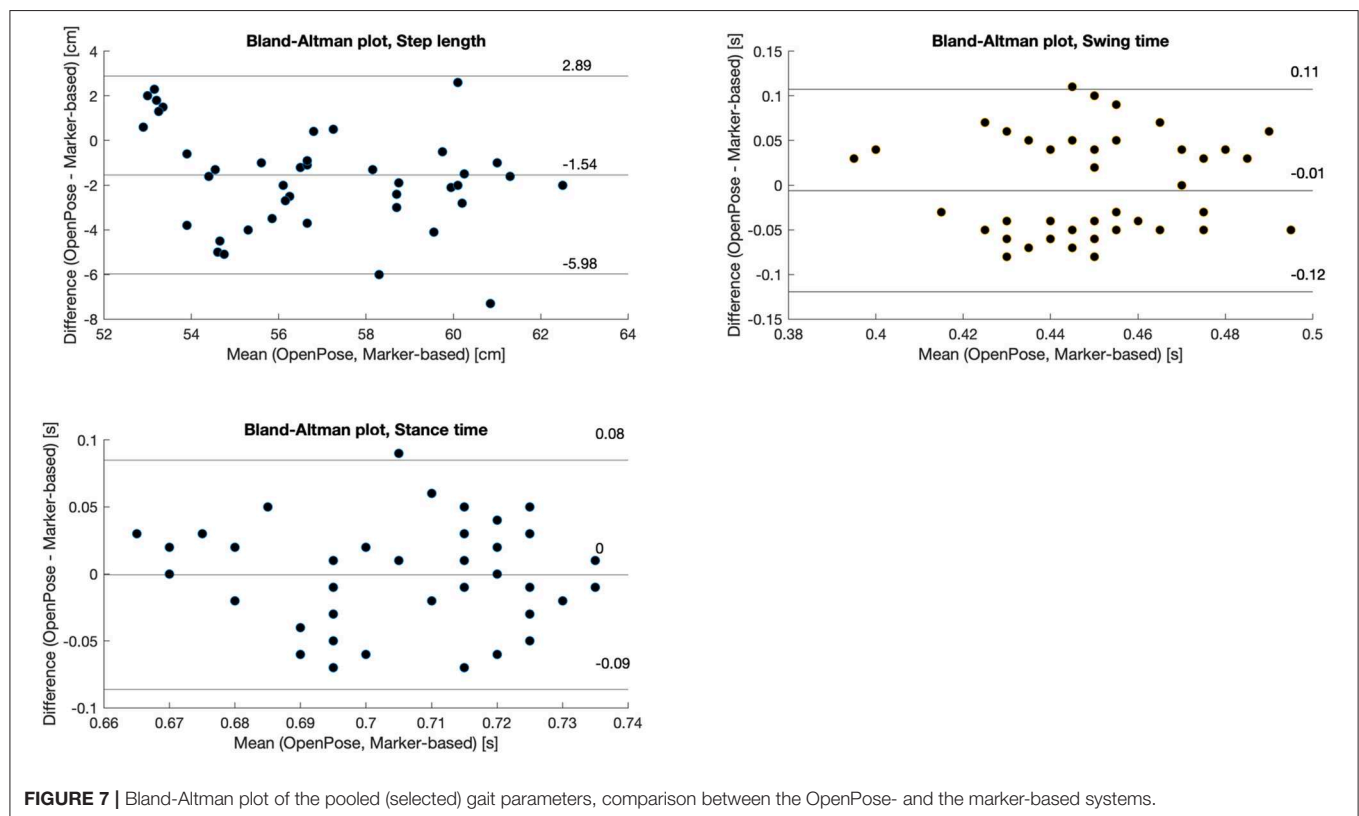 Bland-Altman plot, Step length
Difference (OpenPose - Marker-based) [cm]
4
2
0
-2
-4
-6
-8
2.89
-1.54
-5.98
52 54 56 58 60 62 64
Mean (OpenPose, Marker-based) [cm]
Bland-Altman plot, Swing time
Difference (OpenPose - Marker-based) [s]
0.15
0.1
0.05
0
-0.05
-0.1
-0.15
0.11
-0.01
-0.12
0.38 0.4 0.42 0.44 0.46 0.48 0.5
Mean (OpenPose, Marker-based) [s]
Bland-Altman plot, Stance time
Difference (OpenPose - Marker-based) [s]
0.1
0.05
0
-0.05
-0.1
0.08
0
-0.09
0.66 0.67 0.68 0.69 0.7 0.71 0.72 0.73 0.74
Mean (OpenPose, Marker-based) [s]
FIGURE 7 | Bland-Altman plot of the pooled (selected) gait parameters, comparison between the OpenPose- and the marker-based systems.